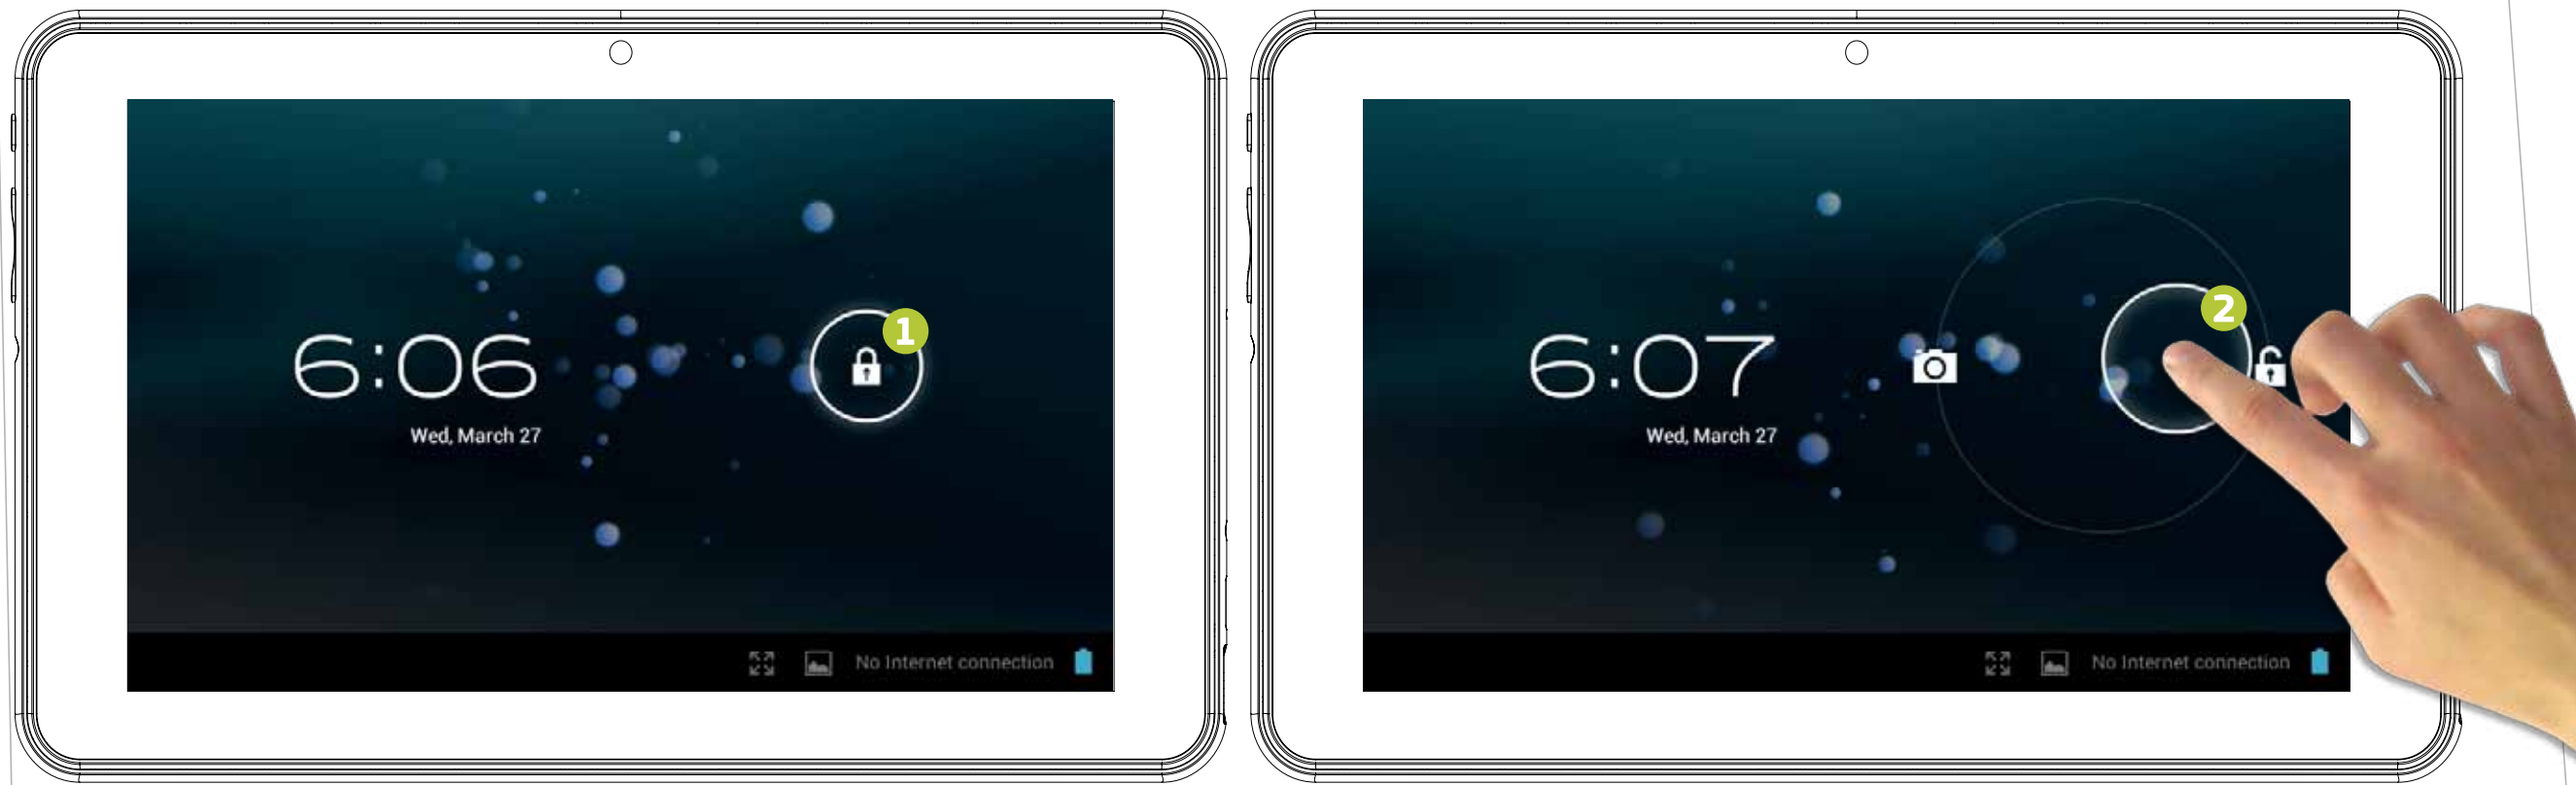 6:06
Wed, March 27
1
No Internet connection
6:07
Wed, March 27
2
No Internet connection